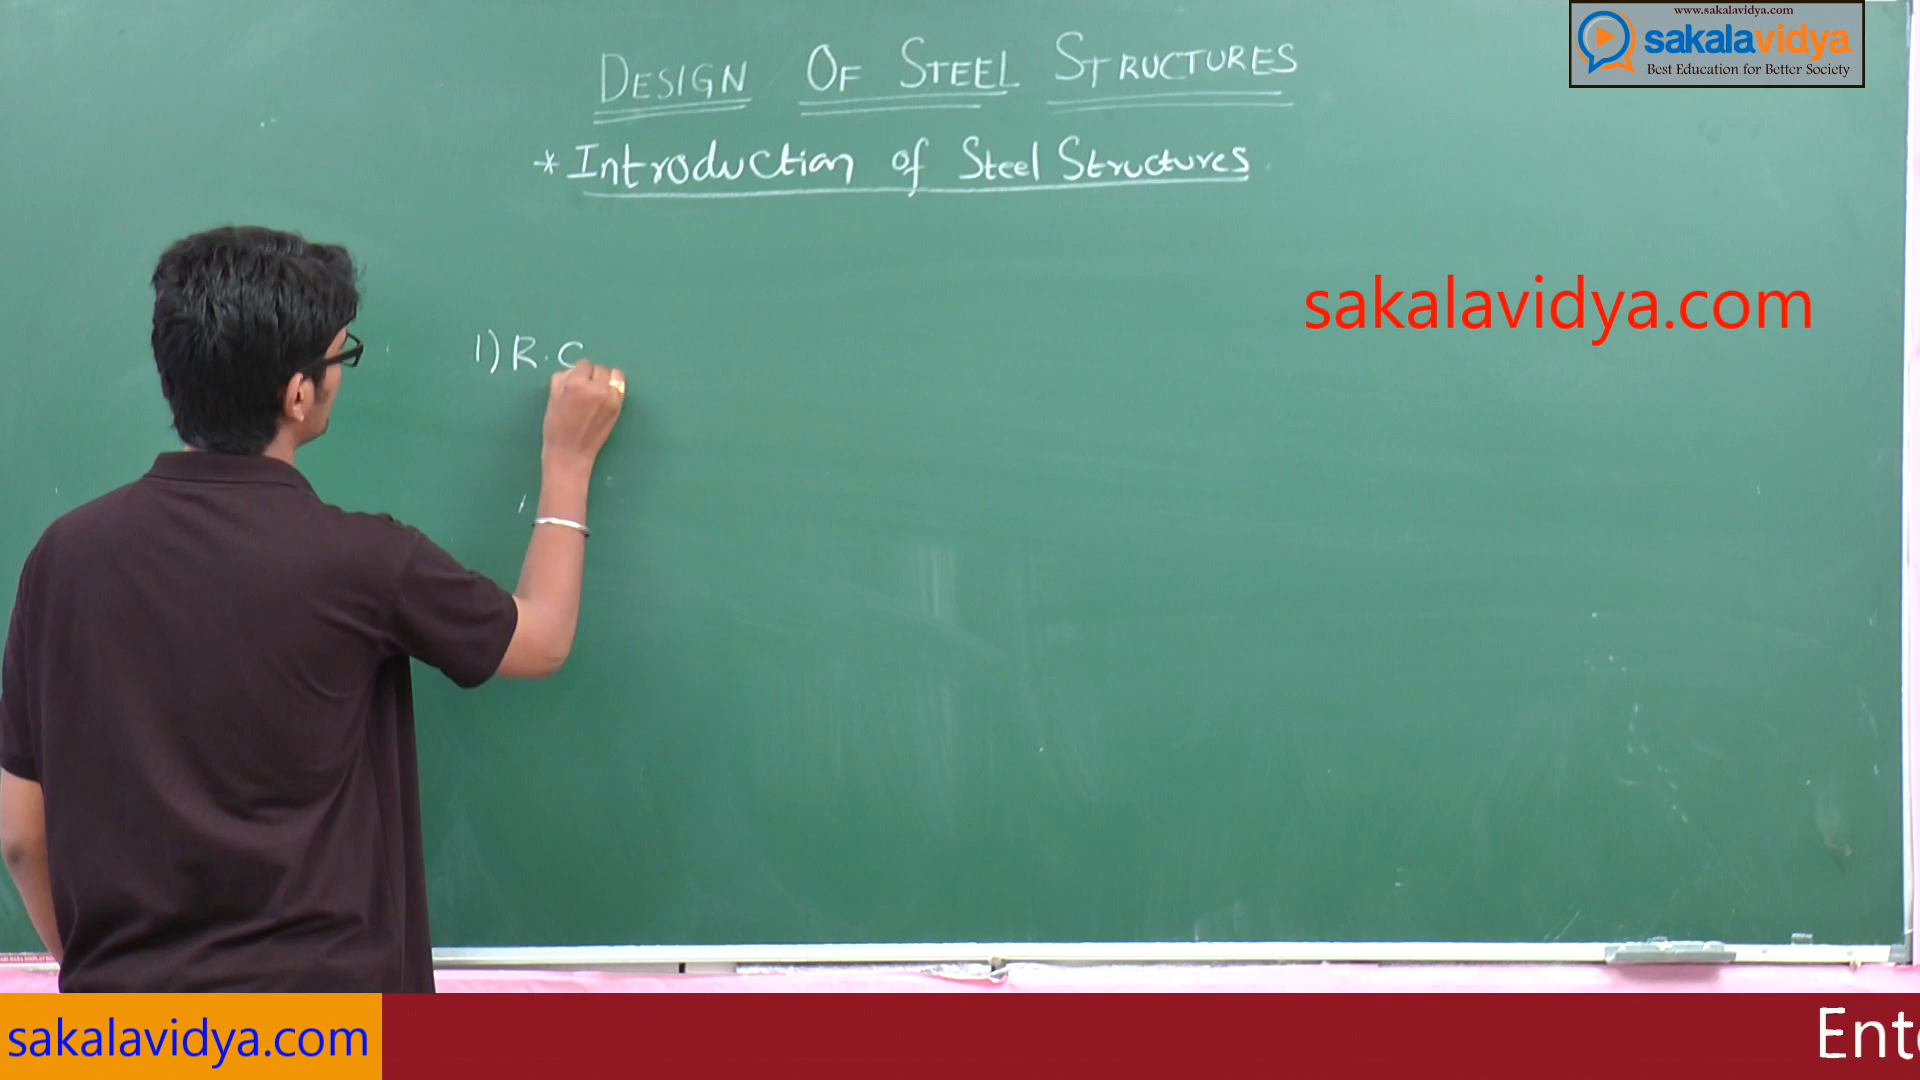 www.sakalavidya.com
sakalavidya
Best Education for Better Society
DESIGN OF STEEL STRUCTURES
* Introduction of Steel Structures
sakalavidya.com
1) R.C
sakalavidya.com
Ente